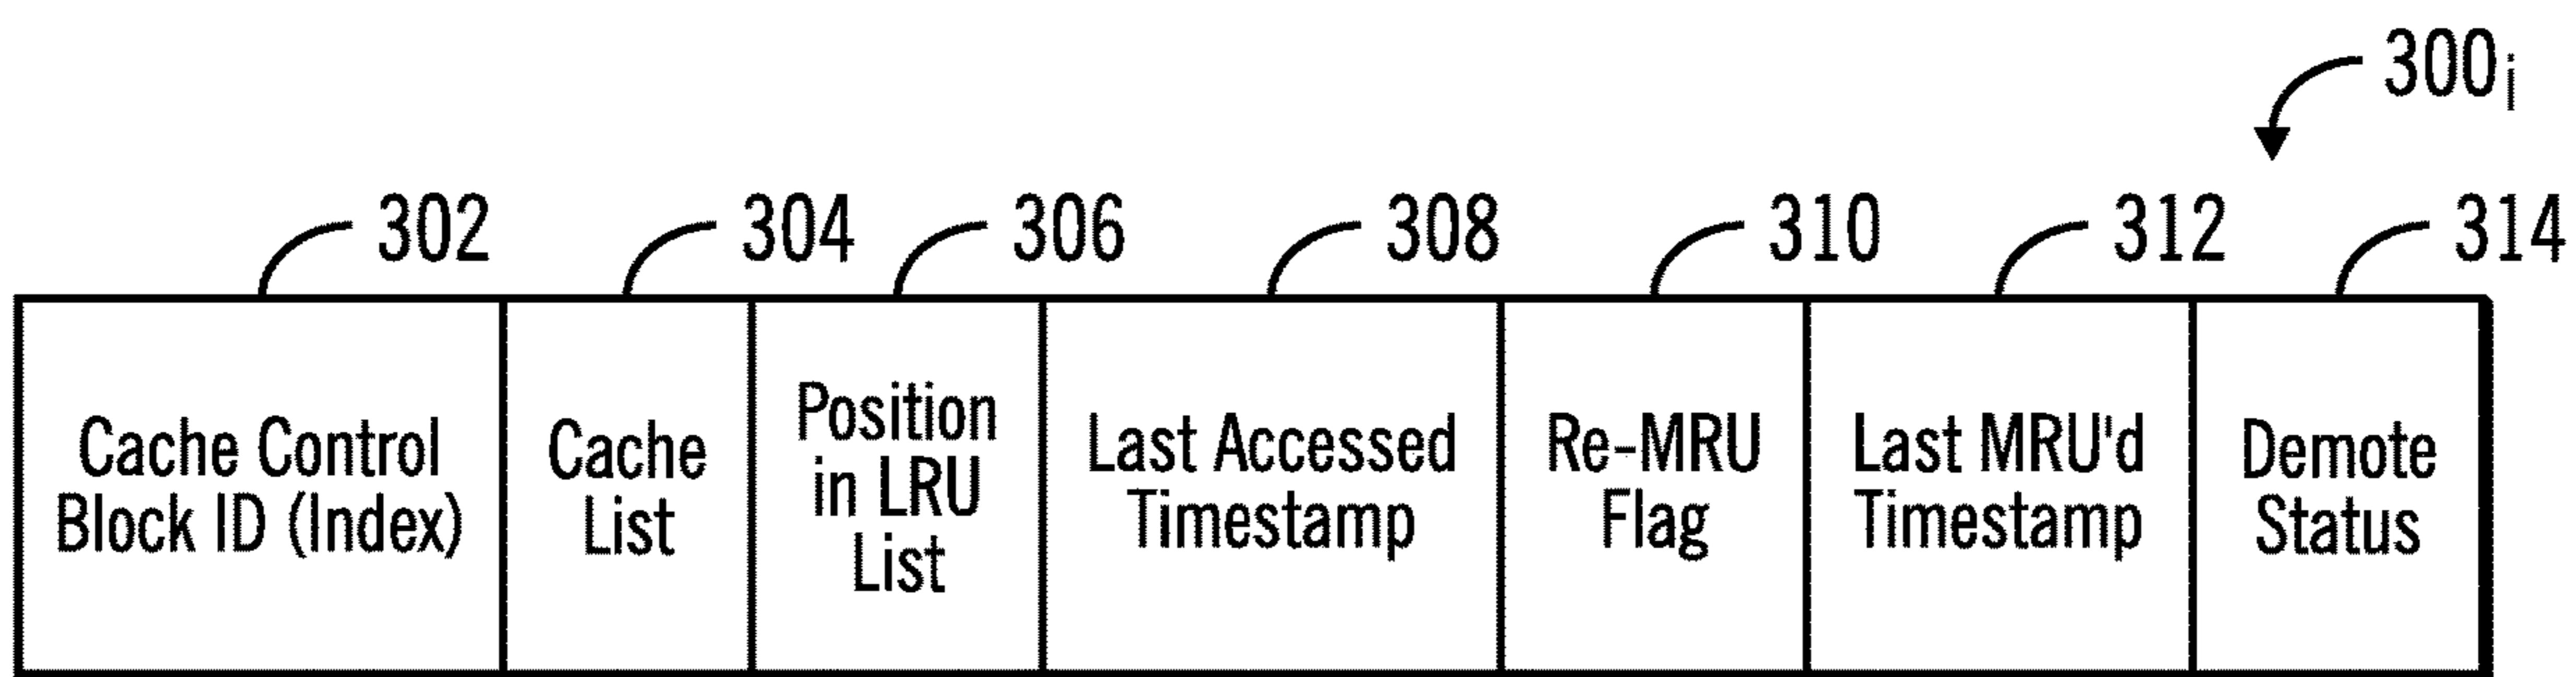 300i
302
304
306
308
310
312
314
Cache Control
Block ID (Index)
Cache
List
Position
in LRU
List
Last Accessed
Timestamp
Re-MRU
Flag
Last MRU'd
Timestamp
Demote
Status